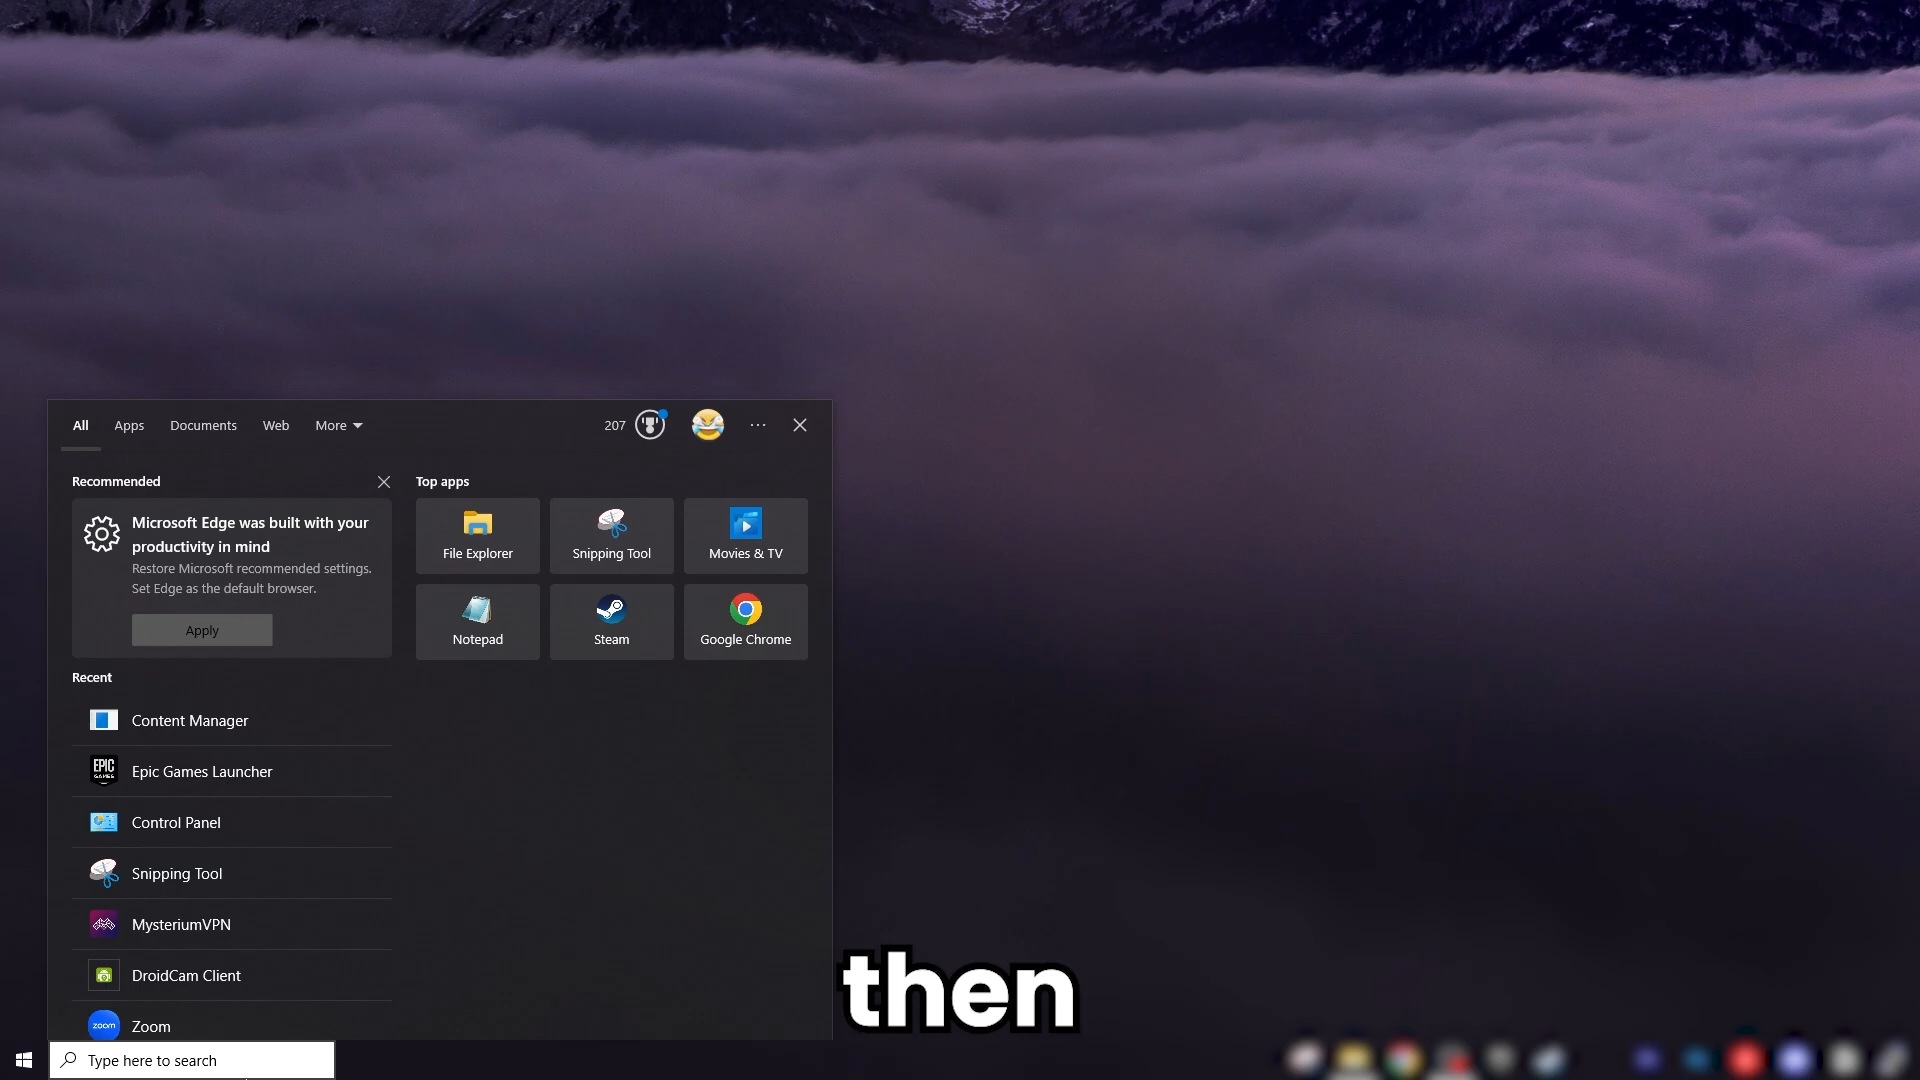 All Apps Documents Web More 207
Recommended
Microsoft Edge was built with your
productivity in mind
Restore Microsoft recommended settings.
Set Edge as the default browser.
Apply
Top apps
File Explorer Snipping Tool Movies & TV
Notepad Steam Google Chrome
Recent
Content Manager
EPIC GAMES Epic Games Launcher
Control Panel
Snipping Tool
MysteriumVPN
DroidCam Client
zoom Zoom
then
Type here to search